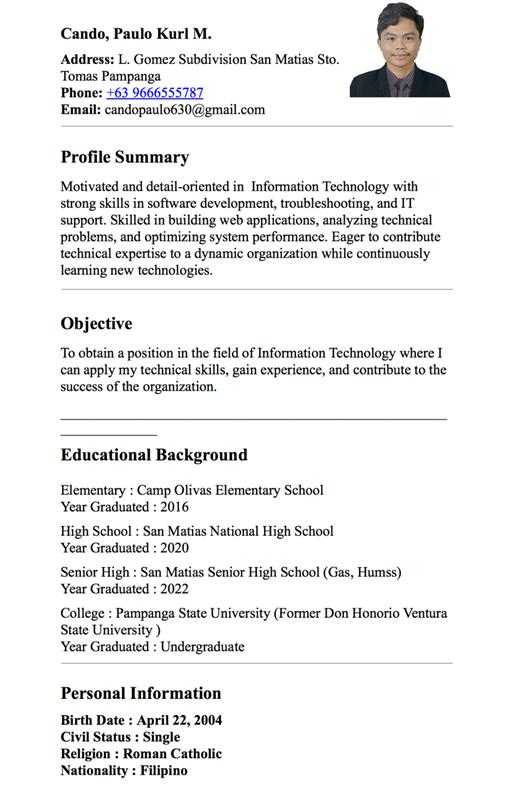 Cando, Paulo Kurl M.
Address: L. Gomez Subdivision San Matias Sto.
Tomas Pampanga
Phone: +63 9666555787
Email: candopaulo630@gmail.com
Profile Summary
Motivated and detail-oriented in  Information Technology with
strong skills in software development, troubleshooting, and IT
support. Skilled in building web applications, analyzing technical
problems, and optimizing system performance. Eager to contribute
technical expertise to a dynamic organization while continuously
learning new technologies.
Objective
To obtain a position in the field of Information Technology where I
can apply my technical skills, gain experience, and contribute to the
success of the organization.
Educational Background
Elementary : Camp Olivas Elementary School
Year Graduated : 2016
High School : San Matias National High School
Year Graduated : 2020
Senior High : San Matias Senior High School (Gas, Humss)
Year Graduated : 2022
College : Pampanga State University (Former Don Honorio Ventura
State University )
Year Graduated : Undergraduate
Personal Information
Birth Date : April 22, 2004
Civil Status : Single
Religion : Roman Catholic
Nationality : Filipino